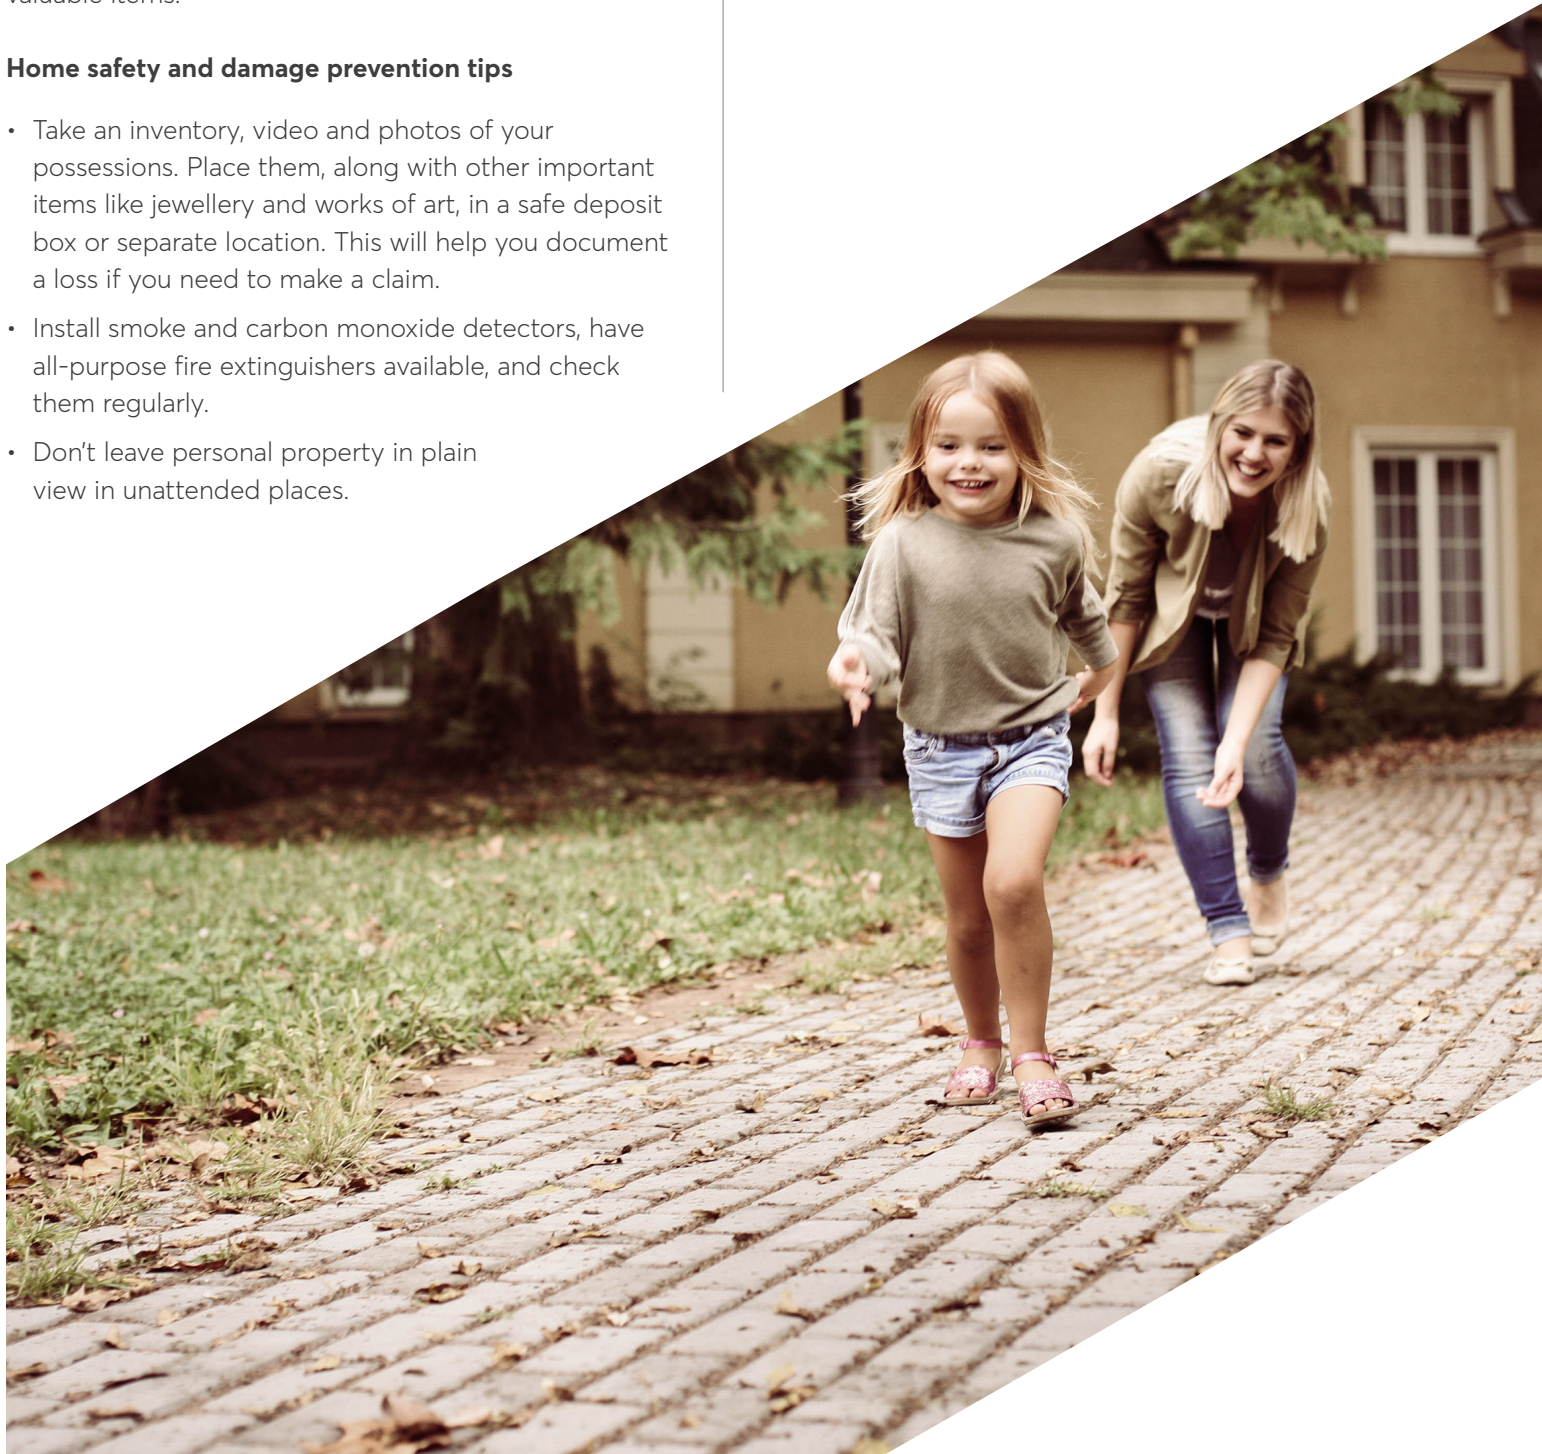 valuable items.
Home safety and damage prevention tips
• Take an inventory, video and photos of your
possessions. Place them, along with other important
items like jewellery and works of art, in a safe deposit
box or separate location. This will help you document
a loss if you need to make a claim.
• Install smoke and carbon monoxide detectors, have
all-purpose fire extinguishers available, and check
them regularly.
• Don’t leave personal property in plain
view in unattended places.